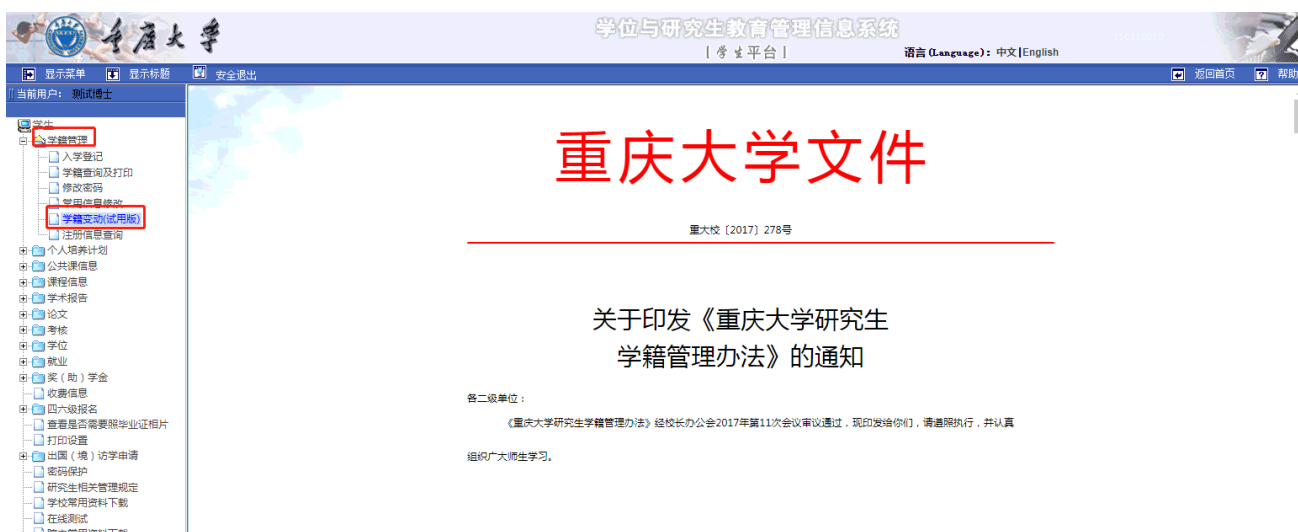 重庆大学
学位与研究生教育管理信息系统
| 学生平台 |
语言(Language): 中文|English
显示菜单 显示标题 安全退出 返回首页 帮助
当前用户: 测试博士
学生
学籍管理
入学登记
学籍查询及打印
修改密码
常用信息修改
学籍变动(试用版)
注册信息查询
个人培养计划
公共课信息
课程信息
学术报告
论文
考核
学位
就业
奖(助)学金
收费信息
四六级报名
查看是否需要照毕业证相片
打印设置
出国(境)访学申请
密码保护
研究生相关管理规定
学校常用资料下载
在线测试
重庆大学文件
重大校〔2017〕278号
关于印发《重庆大学研究生
学籍管理办法》的通知
各二级单位:
《重庆大学研究生学籍管理办法》经校长办公会2017年第11次会议审议通过,现印发给你们,请遵照执行,并认真
组织广大师生学习。